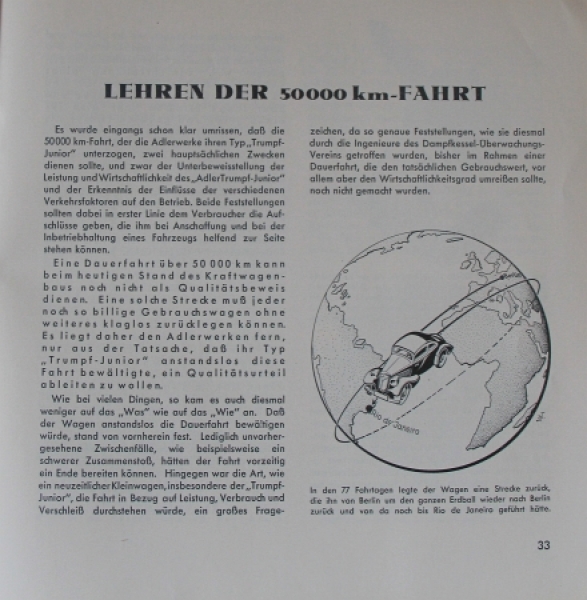 LEHREN DER 50000 km-FAHRT
Es wurde eingangs schon klar umrissen, daß die
50000 km-Fahrt, der die Adlerwerke ihren Typ „Trumpf-
Junior" unterzogen, zwei hauptsächlichen Zwecken
dienen sollte, und zwar der Unterbeweisstellung der
Leistung und Wirtschaftlichkeit des „AdlerTrumpf-Junior"
und der Erkenntnis der Einflüsse der verschiedenen
Verkehrsfaktoren auf den Betrieb. Beide Feststellungen
sollten dabei in erster Linie dem Verbraucher die Auf-
schlüsse geben, die ihm bei Anschaffung und bei der
Inbetriebhaltung eines Fahrzeugs helfend zur Seite
stehen können.
Eine Dauerfahrt über 50000 km kann
beim heutigen Stand des Kraftwagen-
baus noch nicht als Qualitätsbeweis
dienen. Eine solche Strecke muß jeder
noch so billige Gebrauchswagen ohne
weiteres klaglos zurücklegen können.
Es liegt daher den Adlerwerken fern,
nur aus der Tatsache, daß ihr Typ
„Trumpf-Junior" anstandslos diese
Fahrt bewältigte, ein Qualitätsurteil
ableiten zu wollen.
Wie bei vielen Dingen, so kam es auch diesmal
weniger auf das „Was" wie auf das „Wie" an. Daß
der Wagen anstandslos die Dauerfahrt bewältigen
würde, stand von vornherein fest. Lediglich unvorher-
gesehene Zwischenfälle, wie beispielsweise ein
schwerer Zusammenstoß, hätten der Fahrt vorzeitig
ein Ende bereiten können. Hingegen war die Art, wie
ein neuzeitlicher Kleinwagen, insbesondere der „Trumpf-
Junior", die Fahrt in Bezug auf Leistung, Verbrauch und
Verschleiß durchstehen würde, ein großes Frage-
zeichen, da so genaue Feststellungen, wie sie diesmal
durch die Ingenieure des Dampfkessel-Überwachungs-
Vereins getroffen wurden, bisher im Rahmen einer
Dauerfahrt, die den tatsächlichen Gebrauchswert, vor
allem aber den Wirtschaftlichkeitsgrad umreißen sollte,
noch nicht gemacht wurden.
Berlin
Rio de Janeiro
In den 77 Fahrtagen legte der Wagen eine Strecke zurück,
die ihn von Berlin um den ganzen Erdball wieder nach Berlin
zurück und von da noch bis Rio de Janeiro geführt hätte.
33